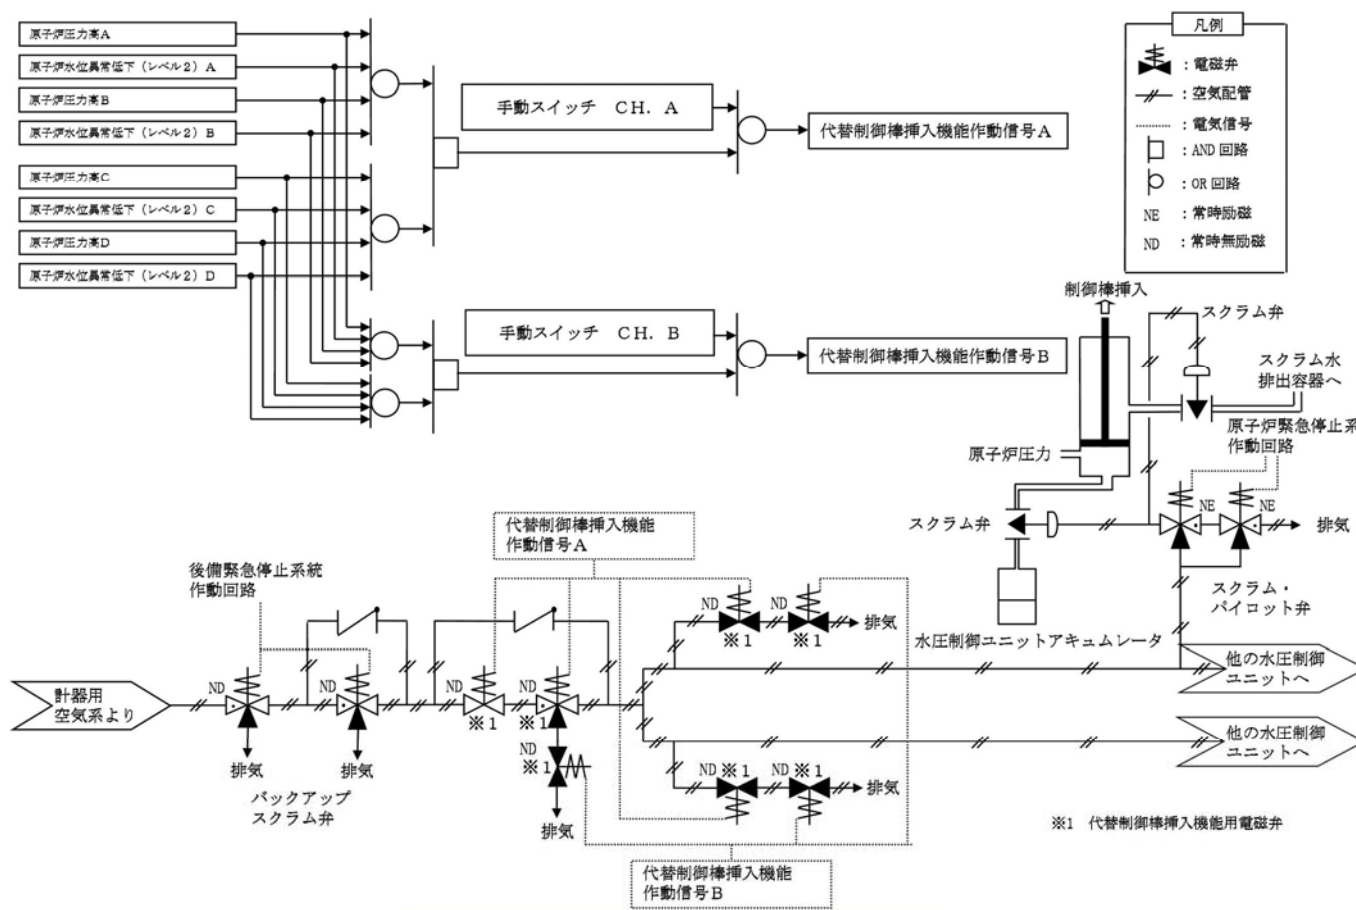 原子炉圧力高A
原子炉水位異常低下（レベル2）A
原子炉圧力高B
原子炉水位異常低下（レベル2）B
原子炉圧力高C
原子炉水位異常低下（レベル2）C
原子炉圧力高D
原子炉水位異常低下（レベル2）D
手動スイッチ　CH．A
代替制御棒挿入機能作動信号A
手動スイッチ　CH．B
代替制御棒挿入機能作動信号B
凡例
：電磁弁
：空気配管
：電気信号
：AND 回路
：OR 回路
NE ：常時励磁
ND ：常時無励磁
制御棒挿入
スクラム弁
スクラム水
排出容器へ
原子炉緊急停止系
作動回路
原子炉圧力
スクラム弁
NE
NE
排気
スクラム・
パイロット弁
水圧制御ユニットアキュムレータ
代替制御棒挿入機能
作動信号A
後備緊急停止系統
作動回路
計器用
空気系より
ND
ND
排気
排気
バックアップ
スクラム弁
ND
※1
ND
※1
ND
※1
排気
ND
※1
ND
※1
排気
ND ※1
ND ※1
排気
他の水圧制御
ユニットへ
他の水圧制御
ユニットへ
代替制御棒挿入機能
作動信号B
※1　代替制御棒挿入機能用電磁弁